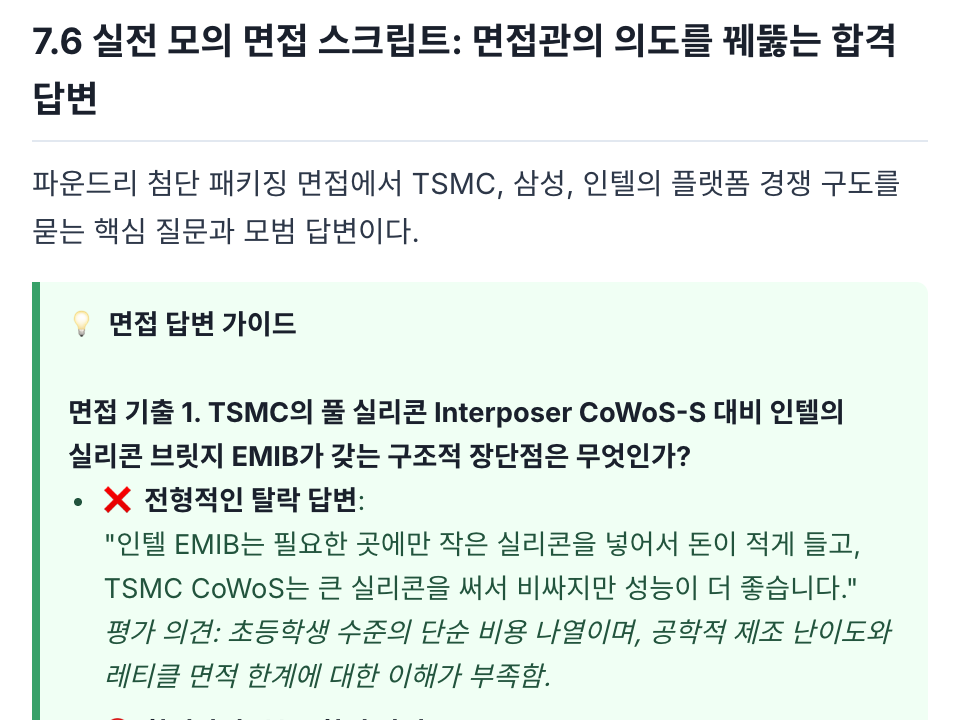 7.6 실전 모의 면접 스크립트: 면접관의 의도를 꿰뚫는 합격
답변
파운드리 첨단 패키징 면접에서 TSMC, 삼성, 인텔의 플랫폼 경쟁 구도를
묻는 핵심 질문과 모범 답변이다.
💡 면접 답변 가이드
면접 기출 1. TSMC의 풀 실리콘 Interposer CoWoS-S 대비 인텔의
실리콘 브릿지 EMIB가 갖는 구조적 장단점은 무엇인가?
• ❌ 전형적인 탈락 답변:
"인텔 EMIB는 필요한 곳에만 작은 실리콘을 넣어서 돈이 적게 들고,
TSMC CoWoS는 큰 실리콘을 써서 비싸지만 성능이 더 좋습니다."
평가 의견: 초등학생 수준의 단순 비용 나열이며, 공학적 제조 난이도와
레티클 면적 한계에 대한 이해가 부족함.